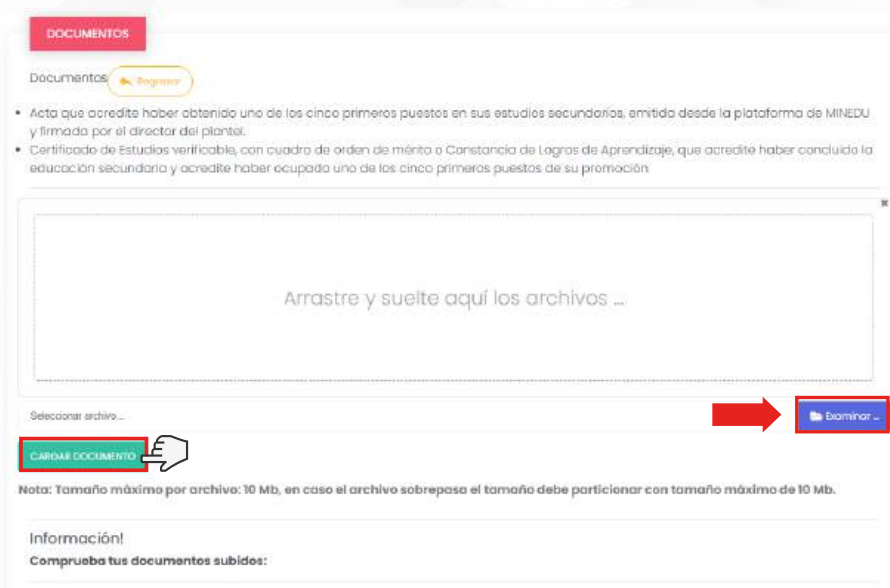 DOCUMENTOS
Documentos Regresar
Acta que acredite haber obtenido uno de los cinco primeros puestos en sus estudios secundarios, emitida desde la plataforma de MINEDU
y firmada por el director del plantel.
Certificado de Estudios verificable, con cuadro de orden de mérito o Constancia de Logros de Aprendizaje, que acredite haber concluido la
educación secundaria y acredite haber ocupado uno de los cinco primeros puestos de su promoción
Arrastre y suelte aquí los archivos ...
Seleccionar archivo ...
Examinar ...
CARGAR DOCUMENTO
Nota: Tamaño máximo por archivo: 10 Mb, en caso el archivo sobrepasa el tamaño debe particionar con tamaño máximo de 10 Mb.
Información!
Comprueba tus documentos subidos: